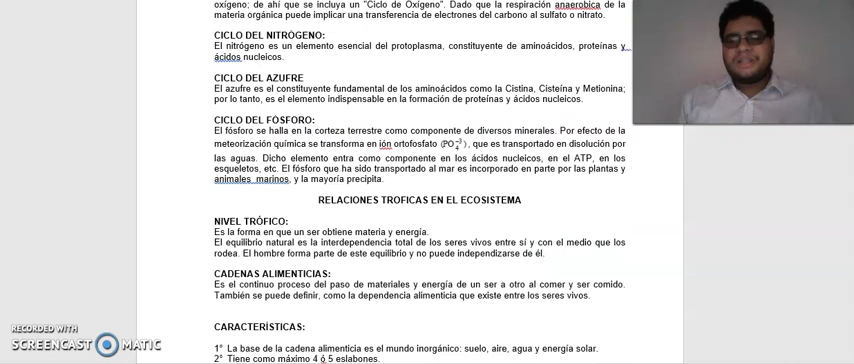 oxígeno; de ahí que se incluya un "Ciclo de Oxígeno". Dado que la respiración anaerobica de la
materia orgánica puede implicar una transferencia de electrones del carbono al sulfato o nitrato.
CICLO DEL NITRÓGENO:
El nitrógeno es un elemento esencial del protoplasma, constituyente de aminoácidos, proteínas y
ácidos nucleicos.
CICLO DEL AZUFRE
El azufre es el constituyente fundamental de los aminoácidos como la Cistina, Cisteína y Metionina;
por lo tanto, es el elemento indispensable en la formación de proteínas y ácidos nucleicos.
CICLO DEL FÓSFORO:
El fósforo se halla en la corteza terrestre como componente de diversos minerales. Por efecto de la
meteorización química se transforma en ión ortofosfato (PO₄⁻³), que es transportado en disolución por
las aguas. Dicho elemento entra como componente en los ácidos nucleicos, en el ATP, en los
esqueletos, etc. El fósforo que ha sido transportado al mar es incorporado en parte por las plantas y
animales marinos, y la mayoría precipita.
RELACIONES TROFICAS EN EL ECOSISTEMA
NIVEL TRÓFICO:
Es la forma en que un ser obtiene materia y energía.
El equilibrio natural es la interdependencia total de los seres vivos entre sí y con el medio que los
rodea. El hombre forma parte de este equilibrio y no puede independizarse de él.
CADENAS ALIMENTICIAS:
Es el continuo proceso del paso de materiales y energía de un ser a otro al comer y ser comido.
También se puede definir, como la dependencia alimenticia que existe entre los seres vivos.
CARACTERÍSTICAS:
1° La base de la cadena alimenticia es el mundo inorgánico: suelo, aire, agua y energía solar.
2° Tiene como máximo 4 ó 5 eslabones.
RECORDED WITH
SCREENCAST MATIC